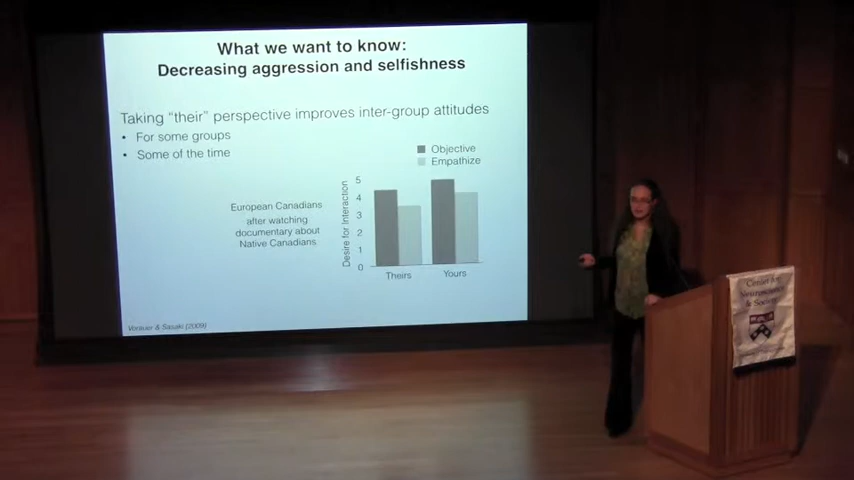 What we want to know:
Decreasing aggression and selfishness
Taking “their” perspective improves inter-group attitudes
• For some groups
• Some of the time
Objective
Empathize
European Canadians
after watching
documentary about
Native Canadians
Desire for Interaction
5
4
3
2
1
0
Theirs
Yours
Vorauer & Sasaki (2009)
Center for
Neuroscience
& Society